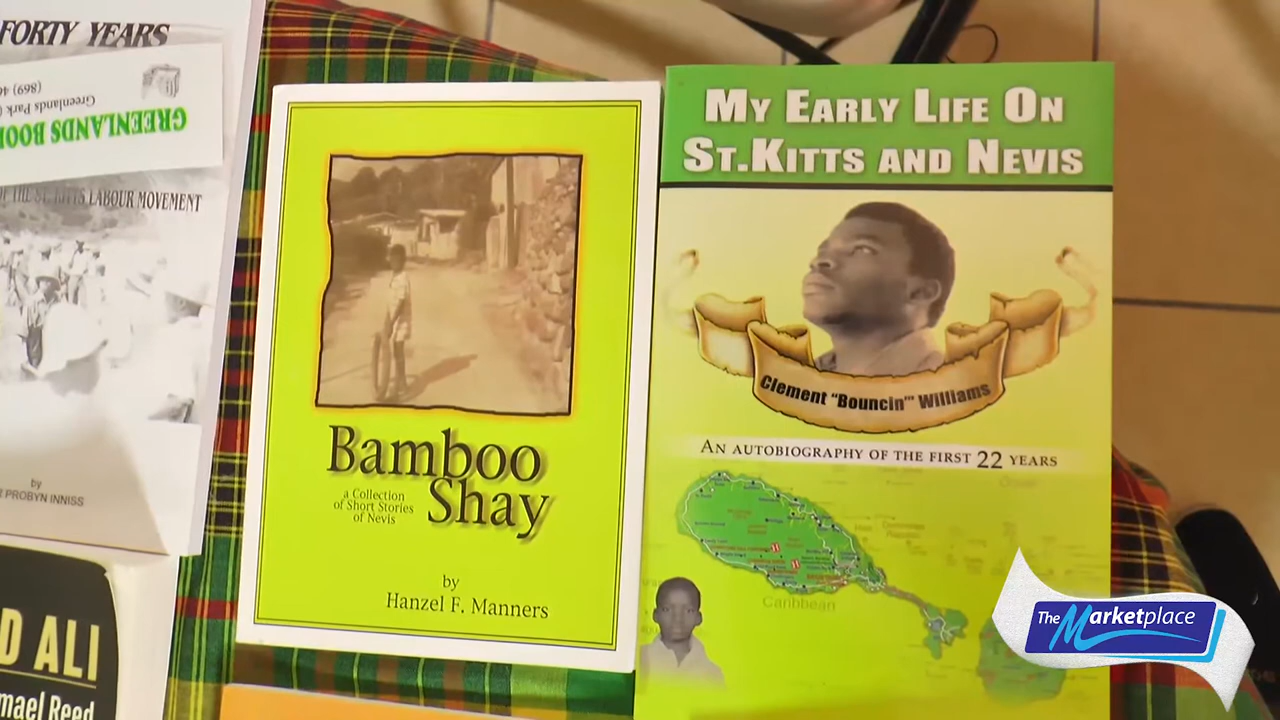 FORTY YEARS
(869) 46
Greenlands Park
GREENLANDS BOO
OF THE ST. KITTS LABOUR MOVEMENT
by
PROBYN INNISS
D ALI
mael Reed
Bamboo
Shay
a Collection
of Short Stories
of Nevis
by
Hanzel F. Manners
MY EARLY LIFE ON
ST.KITTS AND NEVIS
Clement "Bouncin'" Williams
AN AUTOBIOGRAPHY OF THE FIRST 22 YEARS
Caribbean
The Marketplace